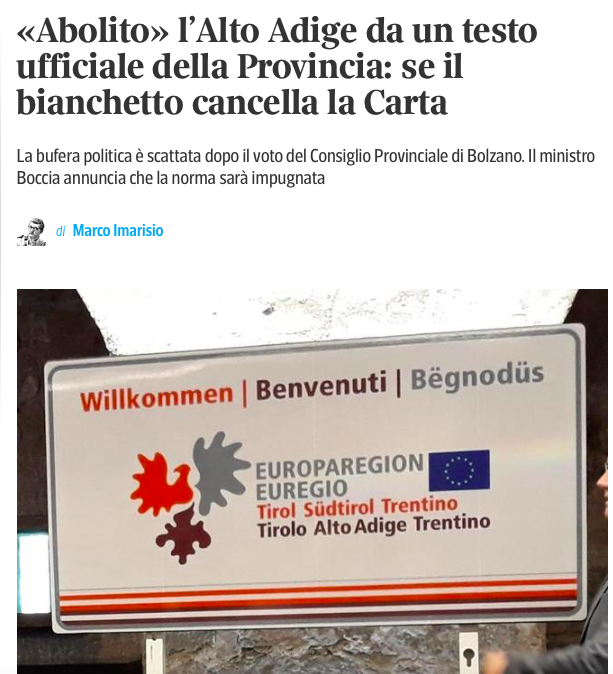 «Abolito» l’Alto Adige da un testo
ufficiale della Provincia: se il
bianchetto cancella la Carta
La bufera politica è scattata dopo il voto del Consiglio Provinciale di Bolzano. Il ministro
Boccia annuncia che la norma sarà impugnata
di Marco Imarisio
Willkommen | Benvenuti | Bëgnodüs
EUROPAREGION
EUREGIO
Tirol Südtirol Trentino
Tirolo Alto Adige Trentino